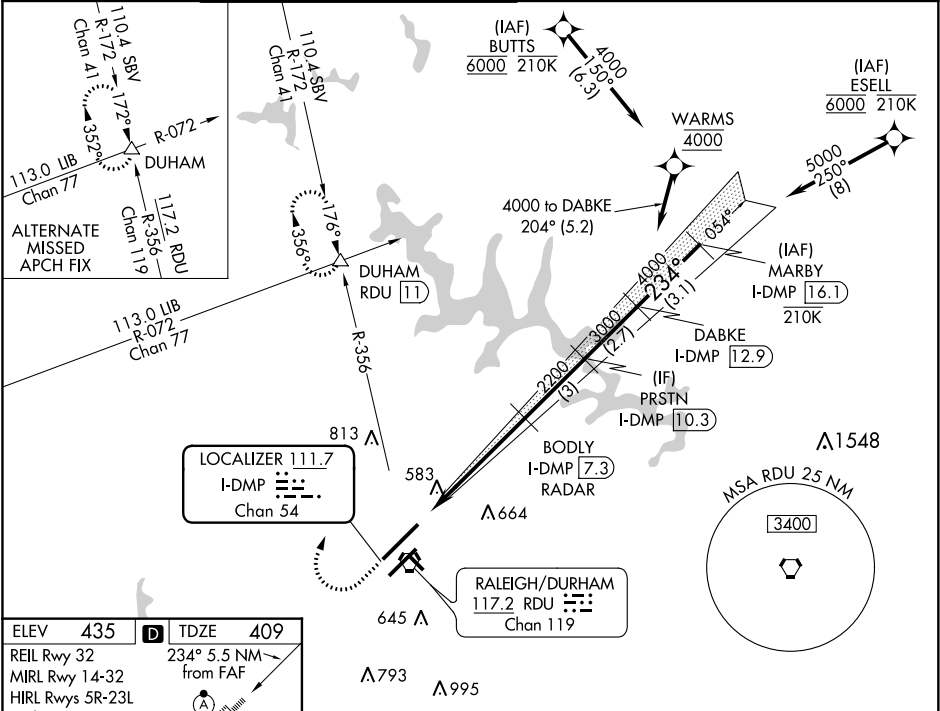 110.4 SBV
R-172
Chan 41
172°
352°
R-072
DUHAM
113.0 LIB
Chan 77
117.2 RDU
R-356
Chan 119
ALTERNATE
MISSED
APCH FIX
110.4 SBV
R-172
Chan 41
176°
356°
DUHAM
RDU 11
113.0 LIB
R-072
Chan 77
R-356
(IAF)
BUTTS
6000 210K
4000
150°
(6.3)
WARMS
4000
(IAF)
ESELL
6000 210K
5000
250°
(8)
4000 to DABKE
204° (5.2)
054°
4000
234°
(3.1)
(IAF)
MARBY
I-DMP 16.1
210K
3000
(2.7)
DABKE
I-DMP 12.9
2200
(3)
(IF)
PRSTN
I-DMP 10.3
BODLY
I-DMP 7.3
RADAR
813
583
664
1548
LOCALIZER 111.7
I-DMP
Chan 54
MSA RDU 25 NM
3400
RALEIGH/DURHAM
117.2 RDU
Chan 119
645
793
995
ELEV 435 D TDZE 409
REIL Rwy 32
MIRL Rwy 14-32
HIRL Rwys 5R-23L
234° 5.5 NM
from FAF
A